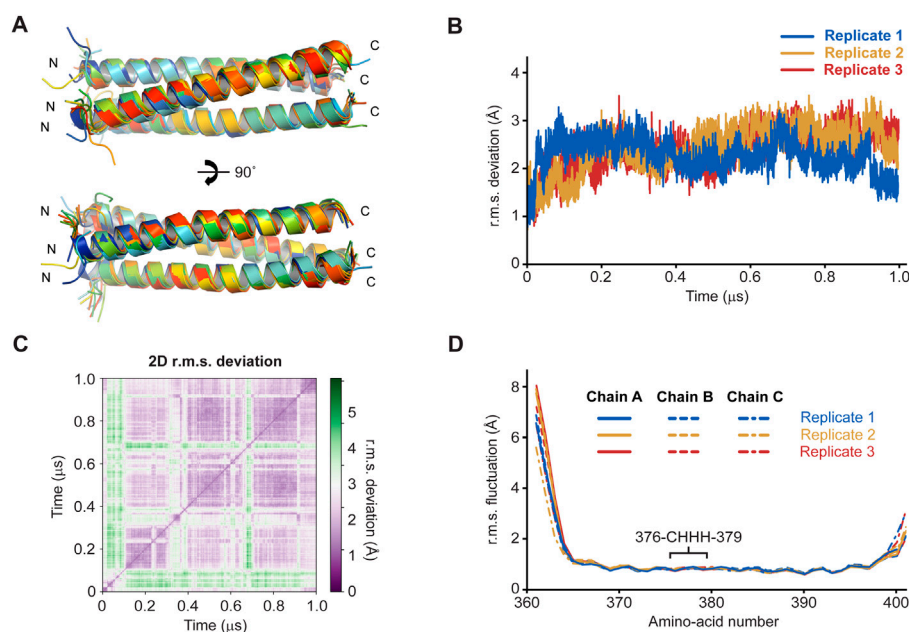 A
N
C
N
C
N
C
90°
N
C
N
C
N
C
B
Replicate 1
Replicate 2
Replicate 3
r.m.s. deviation (Å)
5
4
3
2
1
0
0
0.2
0.4
0.6
0.8
1.0
Time (µs)
C
2D r.m.s. deviation
Time (µs)
1.0
0.8
0.6
0.4
0.2
0
0
0.2
0.4
0.6
0.8
1.0
Time (µs)
5
4
3
2
1
0
r.m.s. deviation (Å)
D
r.m.s. fluctuation (Å)
8
6
4
2
0
Chain A Chain B Chain C
Replicate 1
Replicate 2
Replicate 3
376-CHHH-379
360
370
380
390
400
Amino-acid number